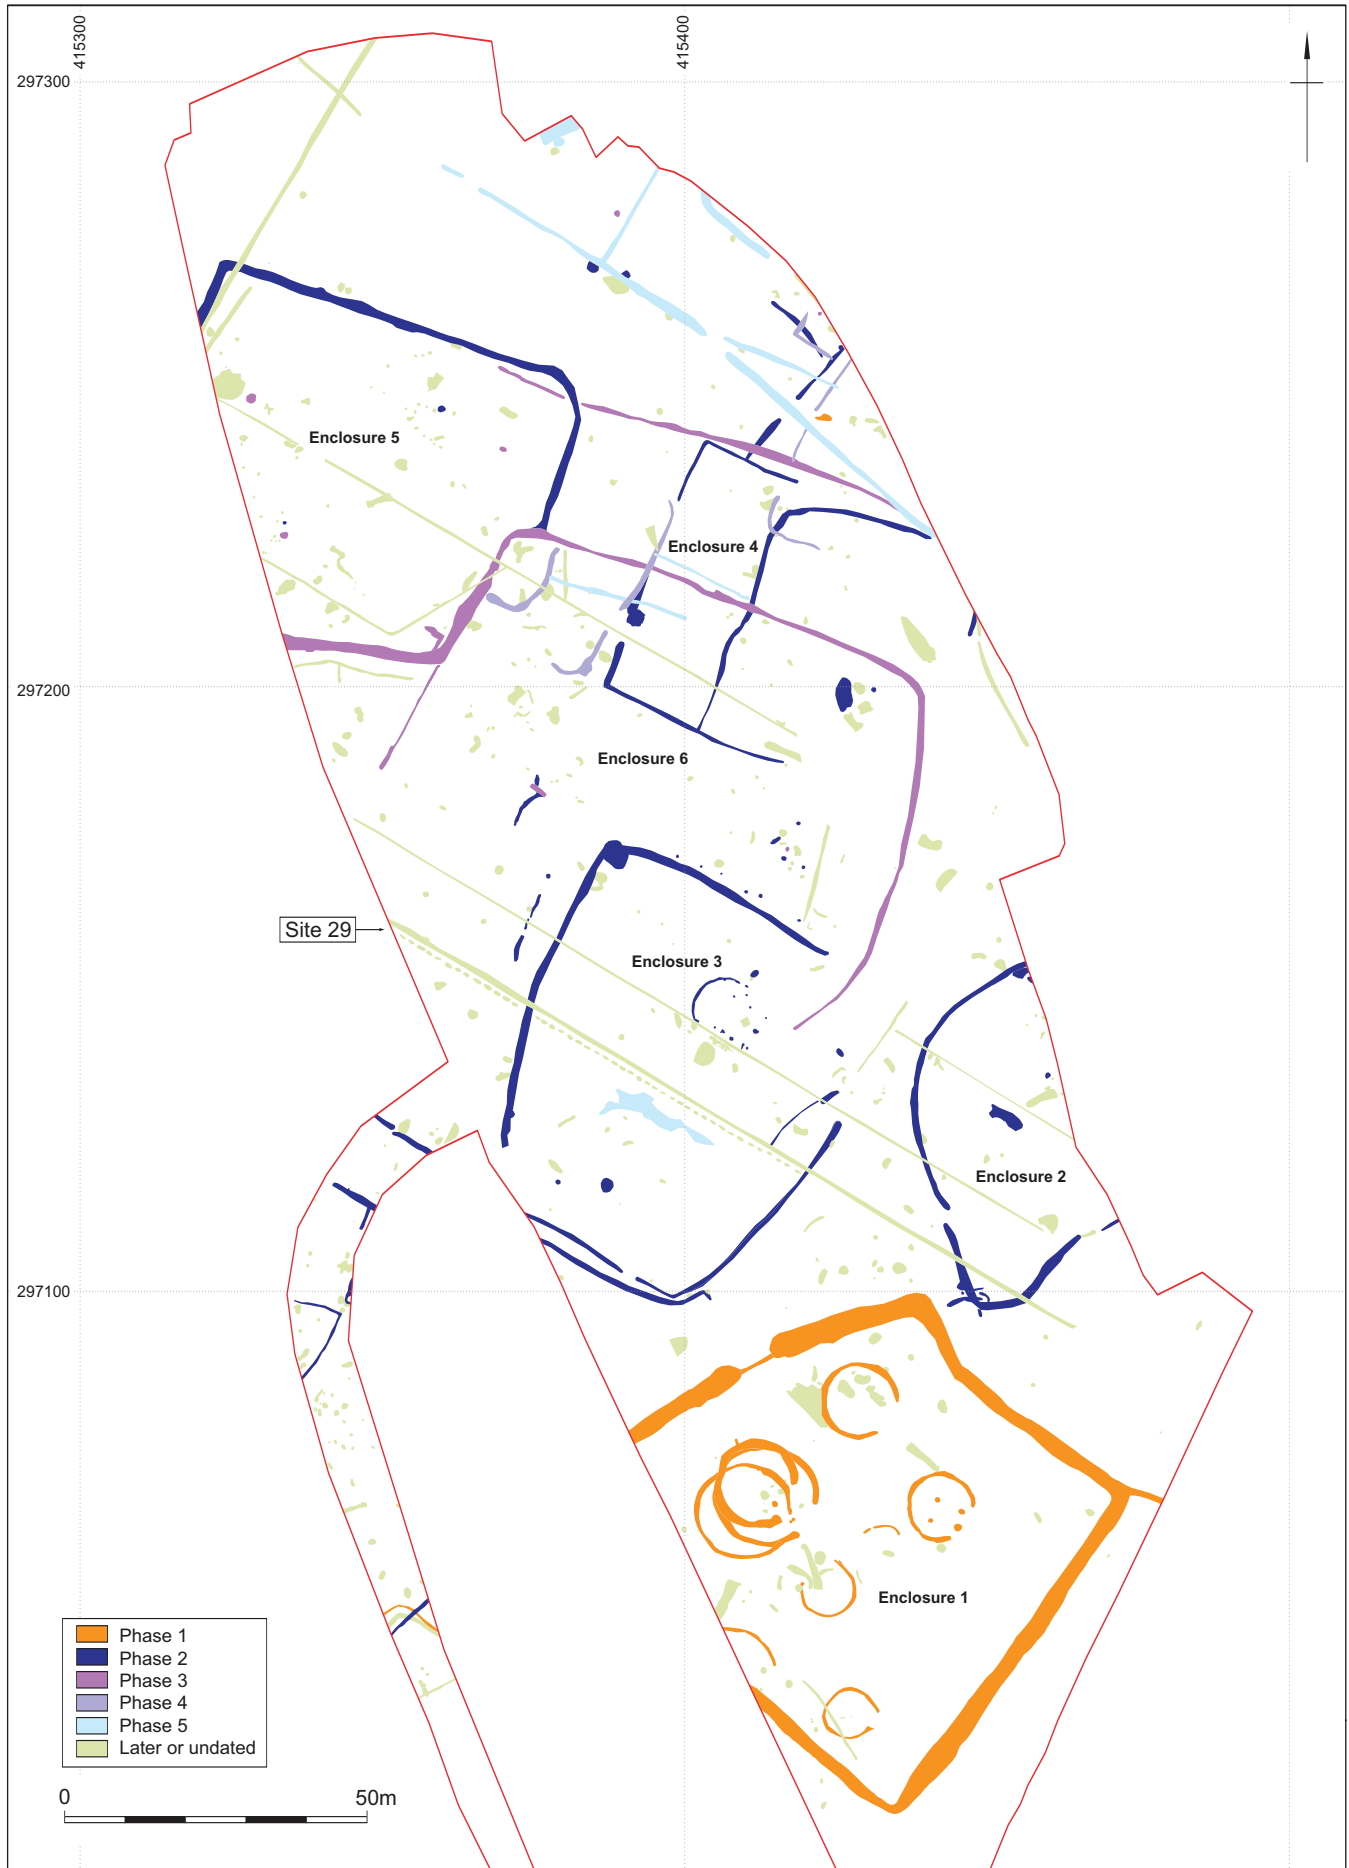 415300
415400
297300
Enclosure 5
Enclosure 4
297200
Enclosure 6
Site 29
Enclosure 3
Enclosure 2
297100
Enclosure 1
Phase 1
Phase 2
Phase 3
Phase 4
Phase 5
Later or undated
0 50m